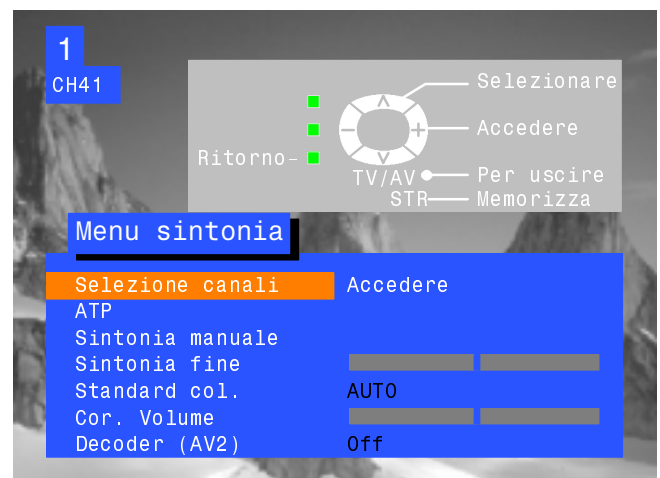 1
CH41
Selezionare
Accedere
Ritorno-
TV/AV Per uscire
STR Memorizza
Menu sintonia
Selezione canali Accedere
ATP
Sintonia manuale
Sintonia fine
Standard col. AUTO
Cor. Volume
Decoder (AV2) Off